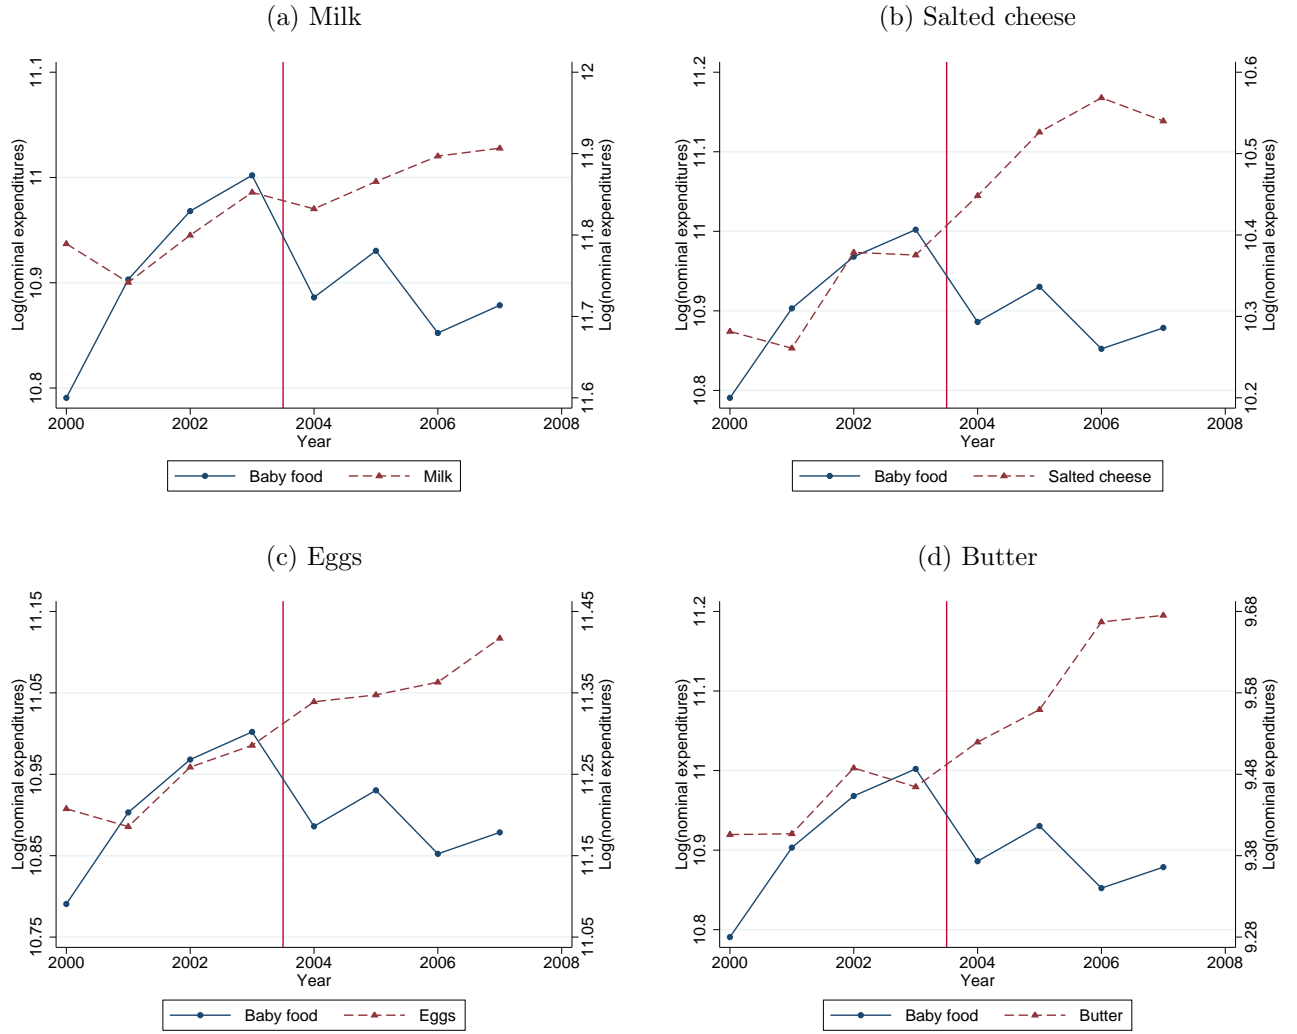 (a) Milk
Log(nominal expenditures)
11.1
11
10.9
10.8
12
11.9
11.8
11.7
11.6
Log(nominal expenditures)
2000 2002 2004 2006 2008
Year
Baby food Milk
(b) Salted cheese
Log(nominal expenditures)
11.2
11.1
11
10.9
10.8
10.6
10.5
10.4
10.3
10.2
Log(nominal expenditures)
2000 2002 2004 2006 2008
Year
Baby food Salted cheese
(c) Eggs
Log(nominal expenditures)
11.15
11.05
10.95
10.85
10.75
11.45
11.35
11.25
11.15
11.05
Log(nominal expenditures)
2000 2002 2004 2006 2008
Year
Baby food Eggs
(d) Butter
Log(nominal expenditures)
11.2
11.1
11
10.9
10.8
9.68
9.58
9.48
9.38
9.28
Log(nominal expenditures)
2000 2002 2004 2006 2008
Year
Baby food Butter